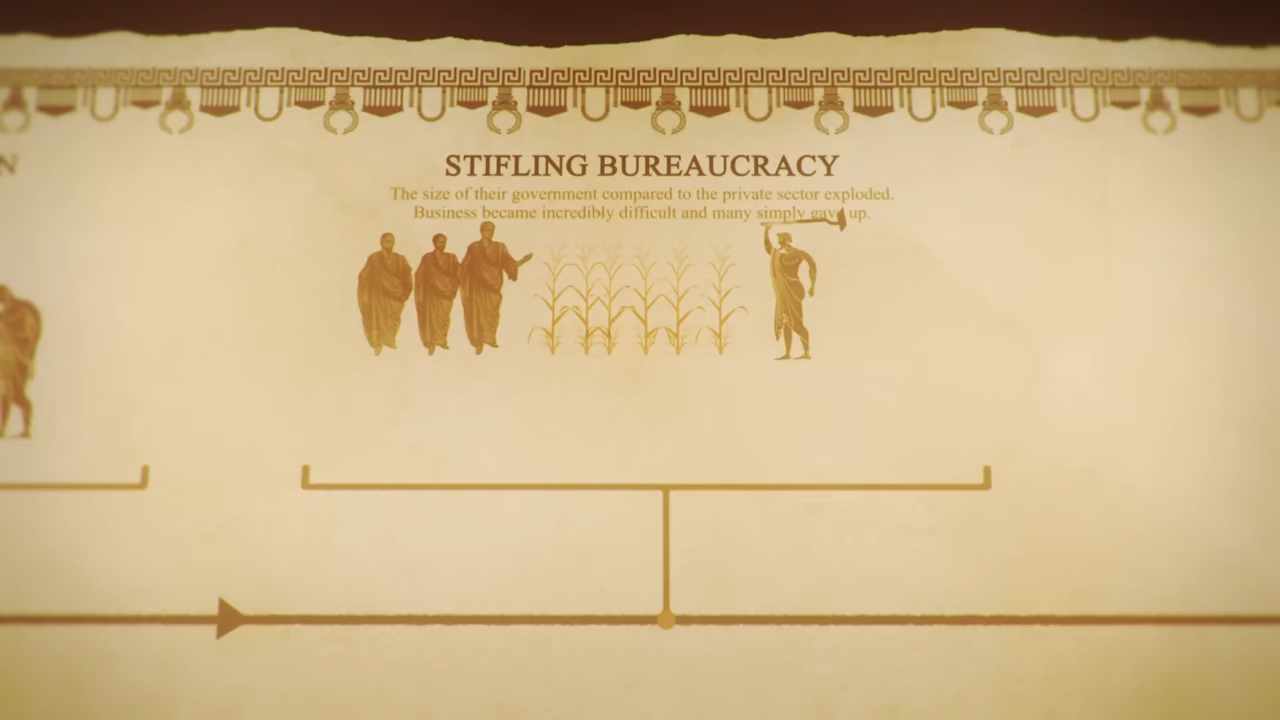 N
STIFLING BUREAUCRACY
The size of their government compared to the private sector exploded.
Business became incredibly difficult and many simply gave up.